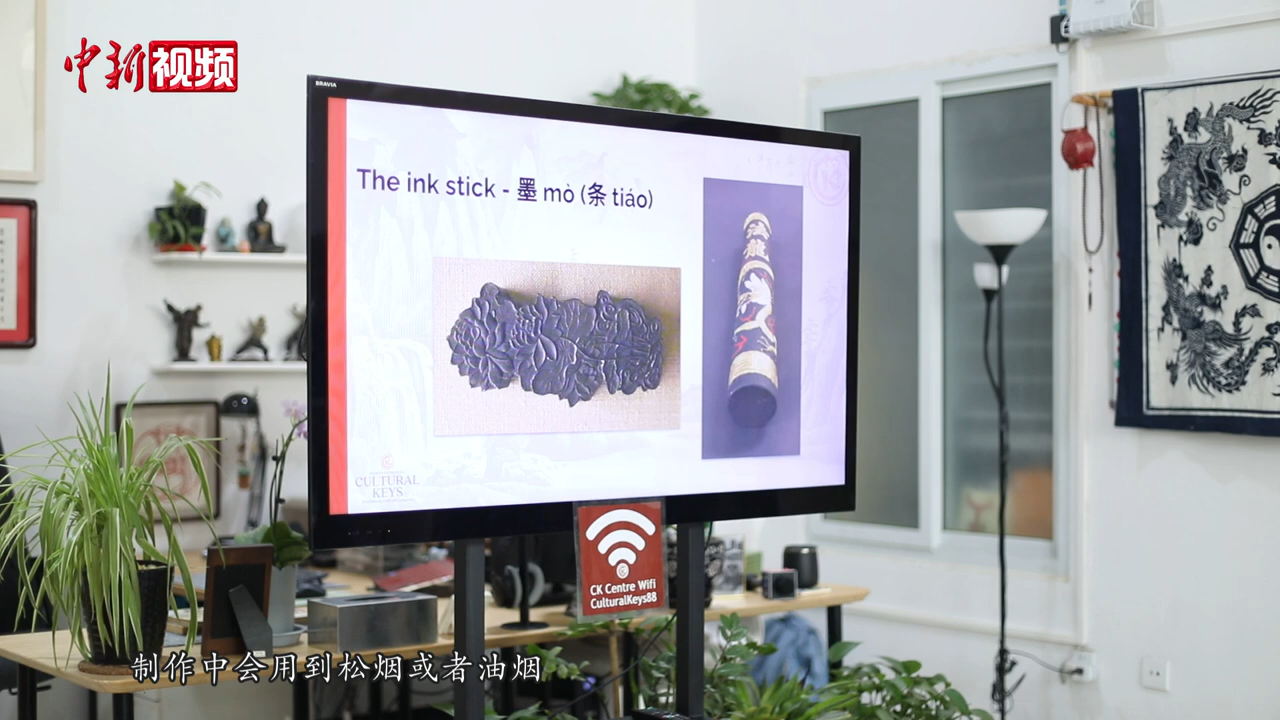 中新视频
BRAVIA
The ink stick - 墨 mò (条 tiáo)
龍
CULTURAL
KEYS
CK Centre Wifi
CulturalKeys88
制作中会用到松烟或者油烟